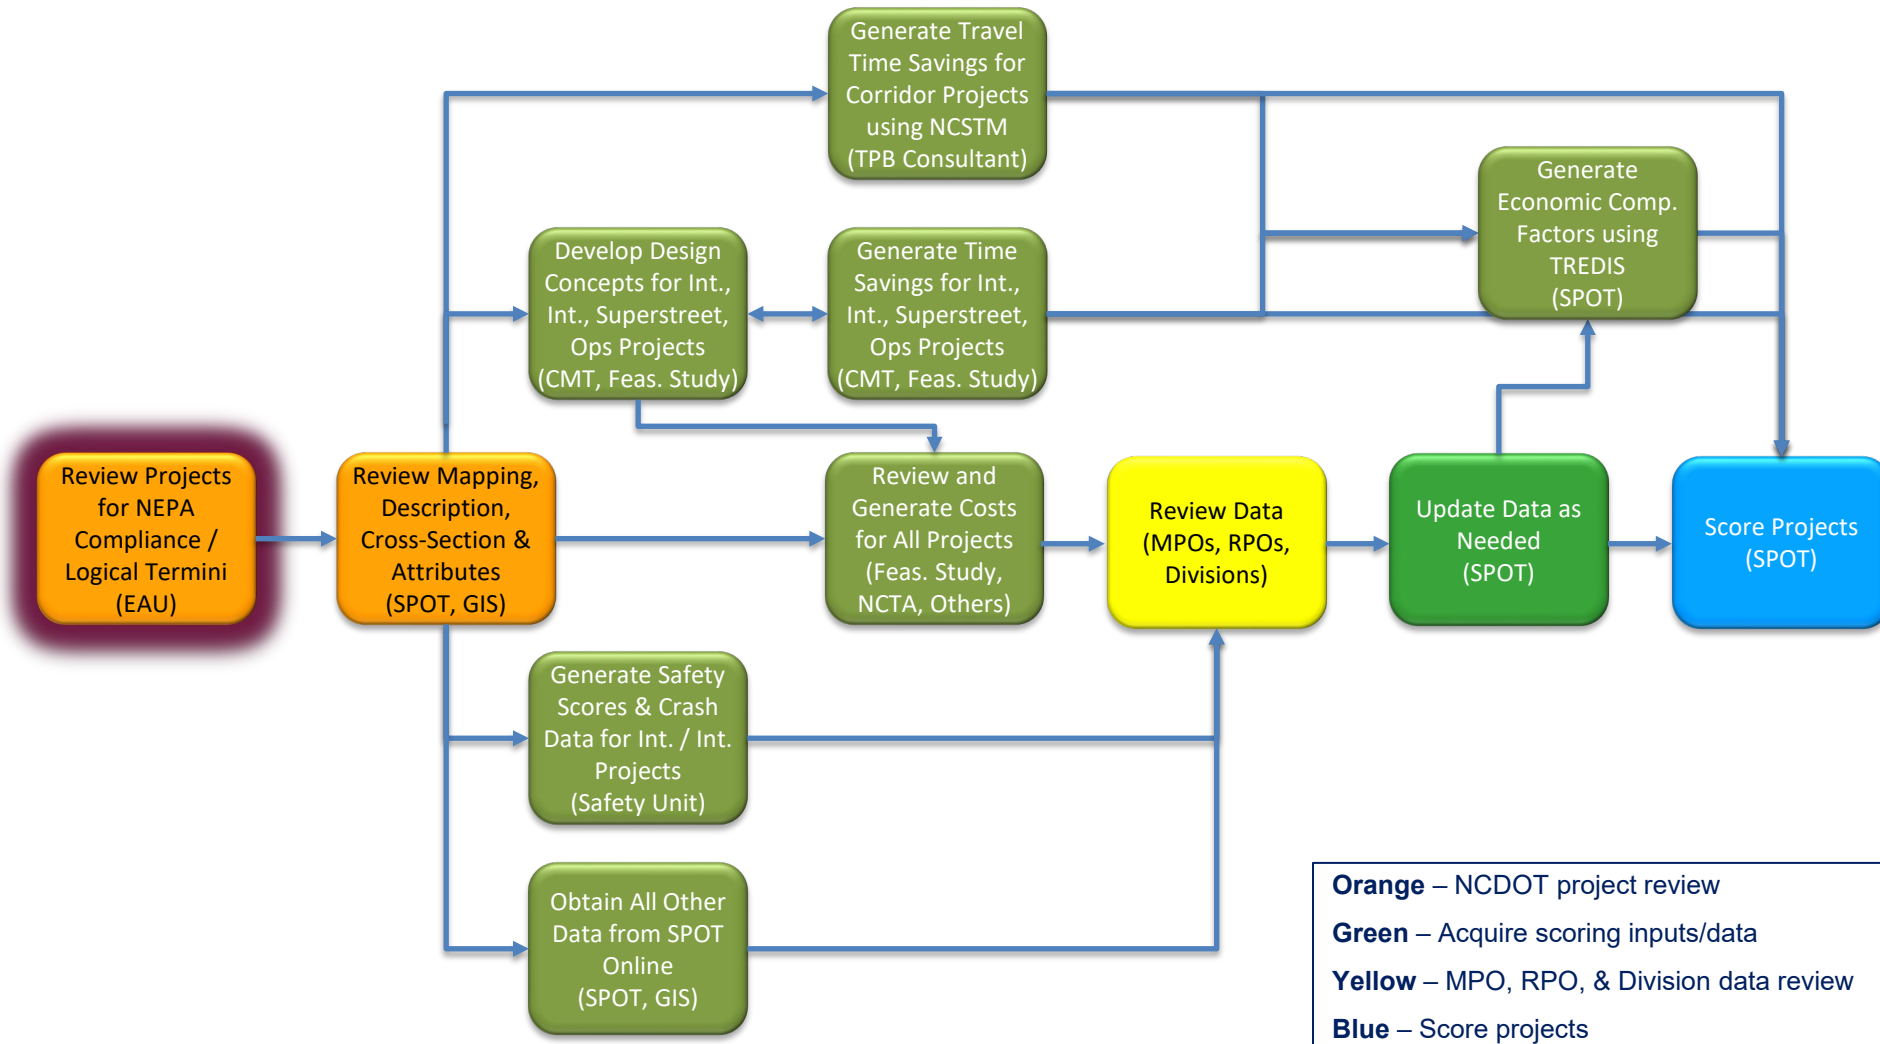 Generate Travel
Time Savings for
Corridor Projects
using NCSTM
(TPB Consultant)
Generate
Economic Comp.
Factors using
TREDIS
(SPOT)
Develop Design
Concepts for Int.,
Int., Superstreet,
Ops Projects
(CMT, Feas. Study)
Generate Time
Savings for Int.,
Int., Superstreet,
Ops Projects
(CMT, Feas. Study)
Review Projects
for NEPA
Compliance /
Logical Termini
(EAU)
Review Mapping,
Description,
Cross-Section &
Attributes
(SPOT, GIS)
Review and
Generate Costs
for All Projects
(Feas. Study,
NCTA, Others)
Review Data
(MPOs, RPOs,
Divisions)
Update Data as
Needed
(SPOT)
Score Projects
(SPOT)
Generate Safety
Scores & Crash
Data for Int. / Int.
Projects
(Safety Unit)
Obtain All Other
Data from SPOT
Online
(SPOT, GIS)
Orange – NCDOT project review
Green – Acquire scoring inputs/data
Yellow – MPO, RPO, & Division data review
Blue – Score projects